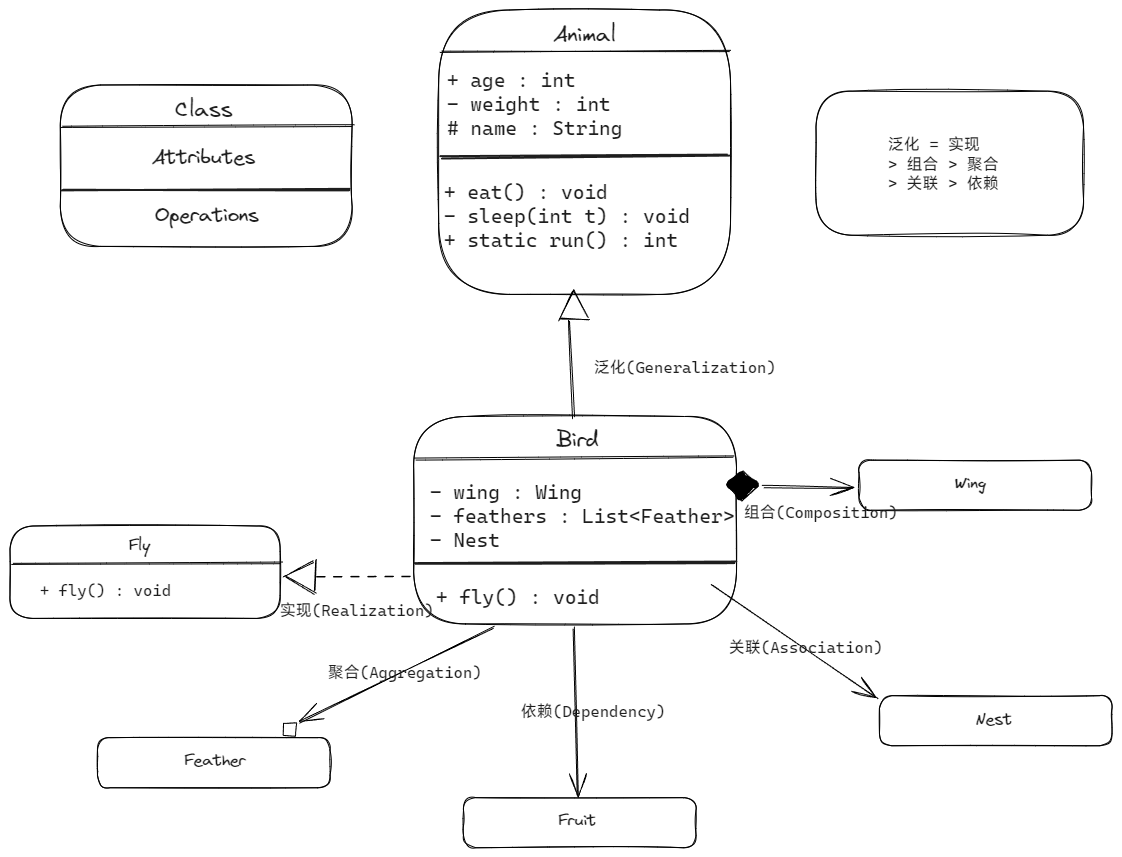 Animal
+ age : int
- weight : int
# name : String
+ eat() : void
- sleep(int t) : void
+ static run() : int
Class
Attributes
Operations
泛化 = 实现
> 组合 > 聚合
> 关联 > 依赖
泛化(Generalization)
Bird
- wing : Wing
- feathers : List<Feather>
- Nest
+ fly() : void
Wing
组合(Composition)
Fly
+ fly() : void
实现(Realization)
聚合(Aggregation)
关联(Association)
依赖(Dependency)
Nest
Feather
Fruit